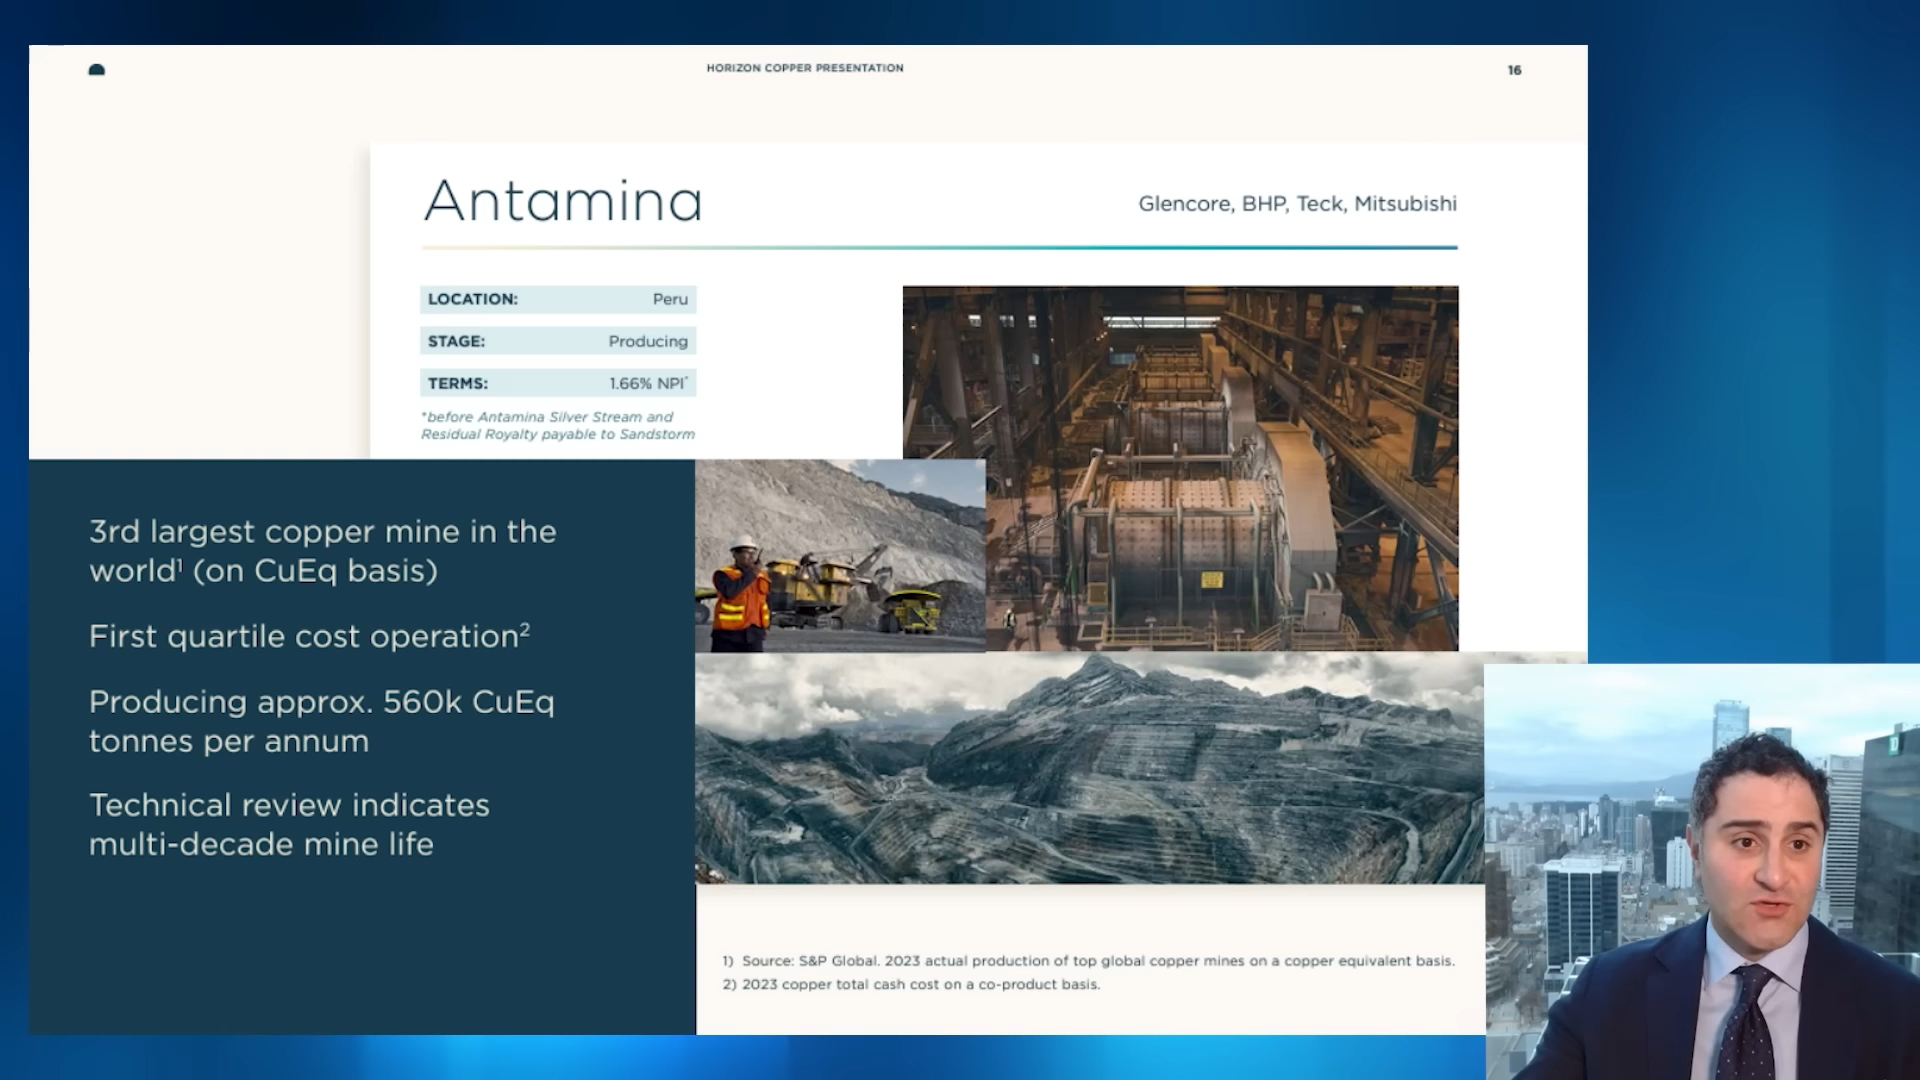 HORIZON COPPER PRESENTATION
16
Antamina
Glencore, BHP, Teck, Mitsubishi
LOCATION: Peru
STAGE: Producing
TERMS: 1.66% NPI*
*before Antamina Silver Stream and
Residual Royalty payable to Sandstorm
3rd largest copper mine in the
world¹ (on CuEq basis)
First quartile cost operation²
Producing approx. 560k CuEq
tonnes per annum
Technical review indicates
multi-decade mine life
1) Source: S&P Global. 2023 actual production of top global copper mines on a copper equivalent basis.
2) 2023 copper total cash cost on a co-product basis.